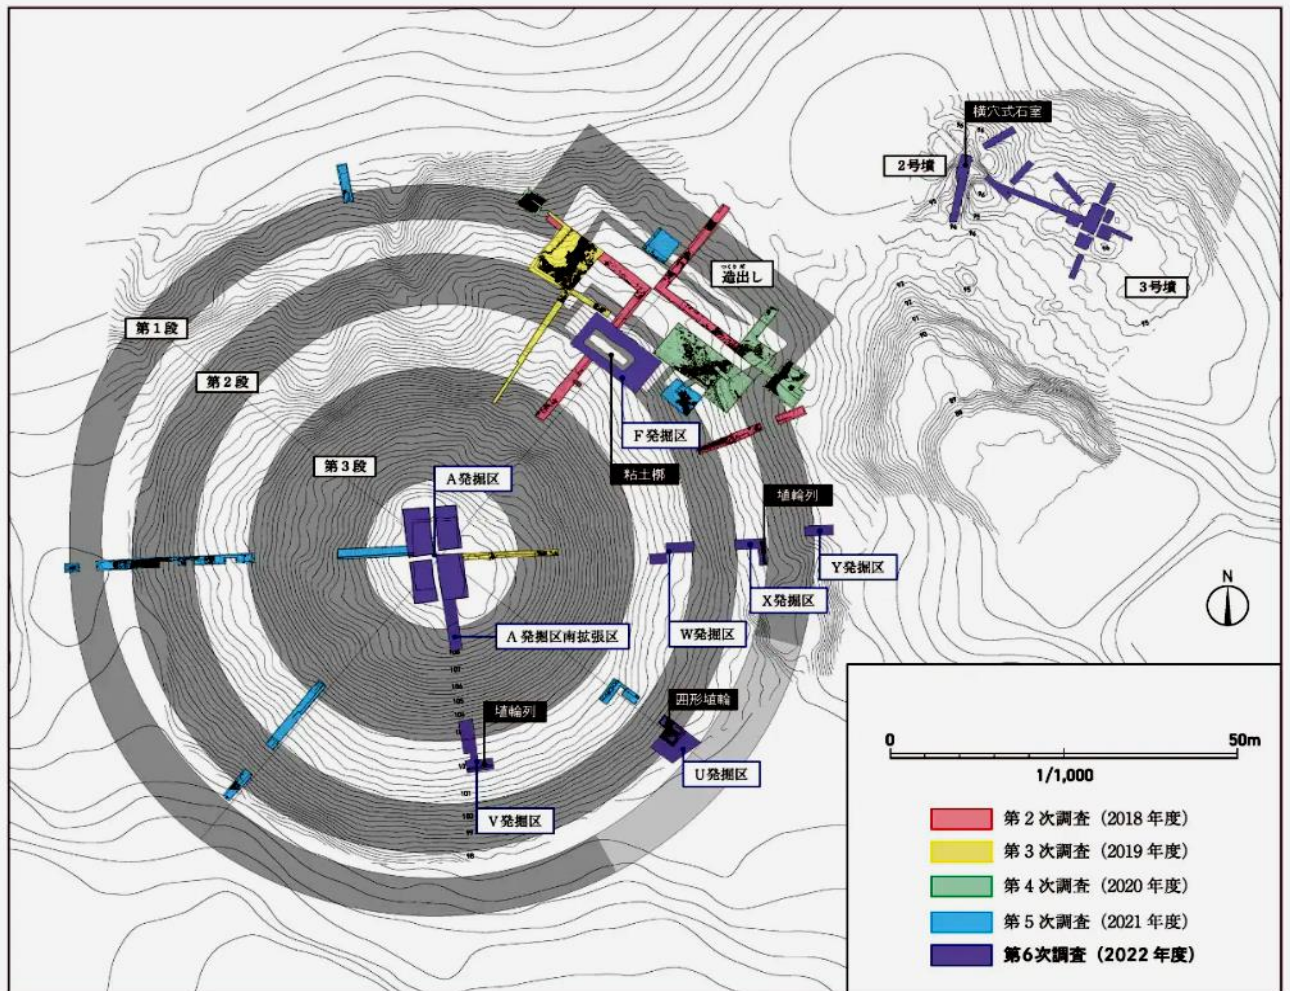 横穴式石室
2号墳
つくりだ
造出し
3号墳
第1段
第2段
F発掘区
第3段
粘土槨
A発掘区
埴輪列
Y発掘区
X発掘区
W発掘区
A発掘区南拡張区
N
囲形埴輪
埴輪列
U発掘区
V発掘区
0 50m
1/1,000
第2次調査（2018年度）
第3次調査（2019年度）
第4次調査（2020年度）
第5次調査（2021年度）
第6次調査（2022年度）